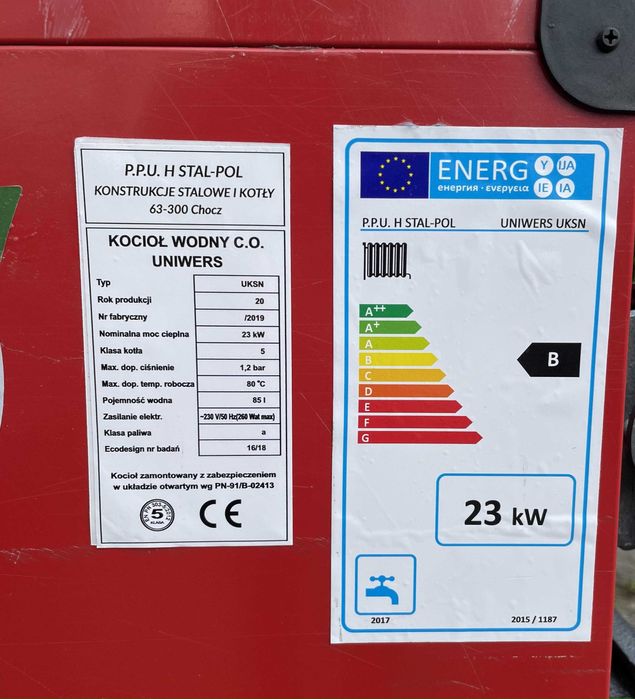 P.P.U. H STAL-POL
KONSTRUKCJE STALOWE I KOTŁY
63-300 Chocz
KOCIOŁ WODNY C.O.
UNIWERS
Typ UKSN
Rok produkcji 20
Nr fabryczny /2019
Nominalna moc cieplna 23 kW
Klasa kotła 5
Max. dop. ciśnienie 1,2 bar
Max. dop. temp. robocza 80 °C
Pojemność wodna 85 l
Zasilanie elektr. ~230 V/50 Hz(260 Wat max)
Klasa paliwa a
Ecodesign nr badań 16/18
Kocioł zamontowany z zabezpieczeniem
w układzie otwartym wg PN-91/B-02413
5
KLASA
CE
ENERG Y IJA
енергия · ενεργεια IE IA
P.P.U. H STAL-POL UNIWERS UKSN
A++
A+
A
B
C
D
E
F
G
B
23 kW
2017 2015 / 1187